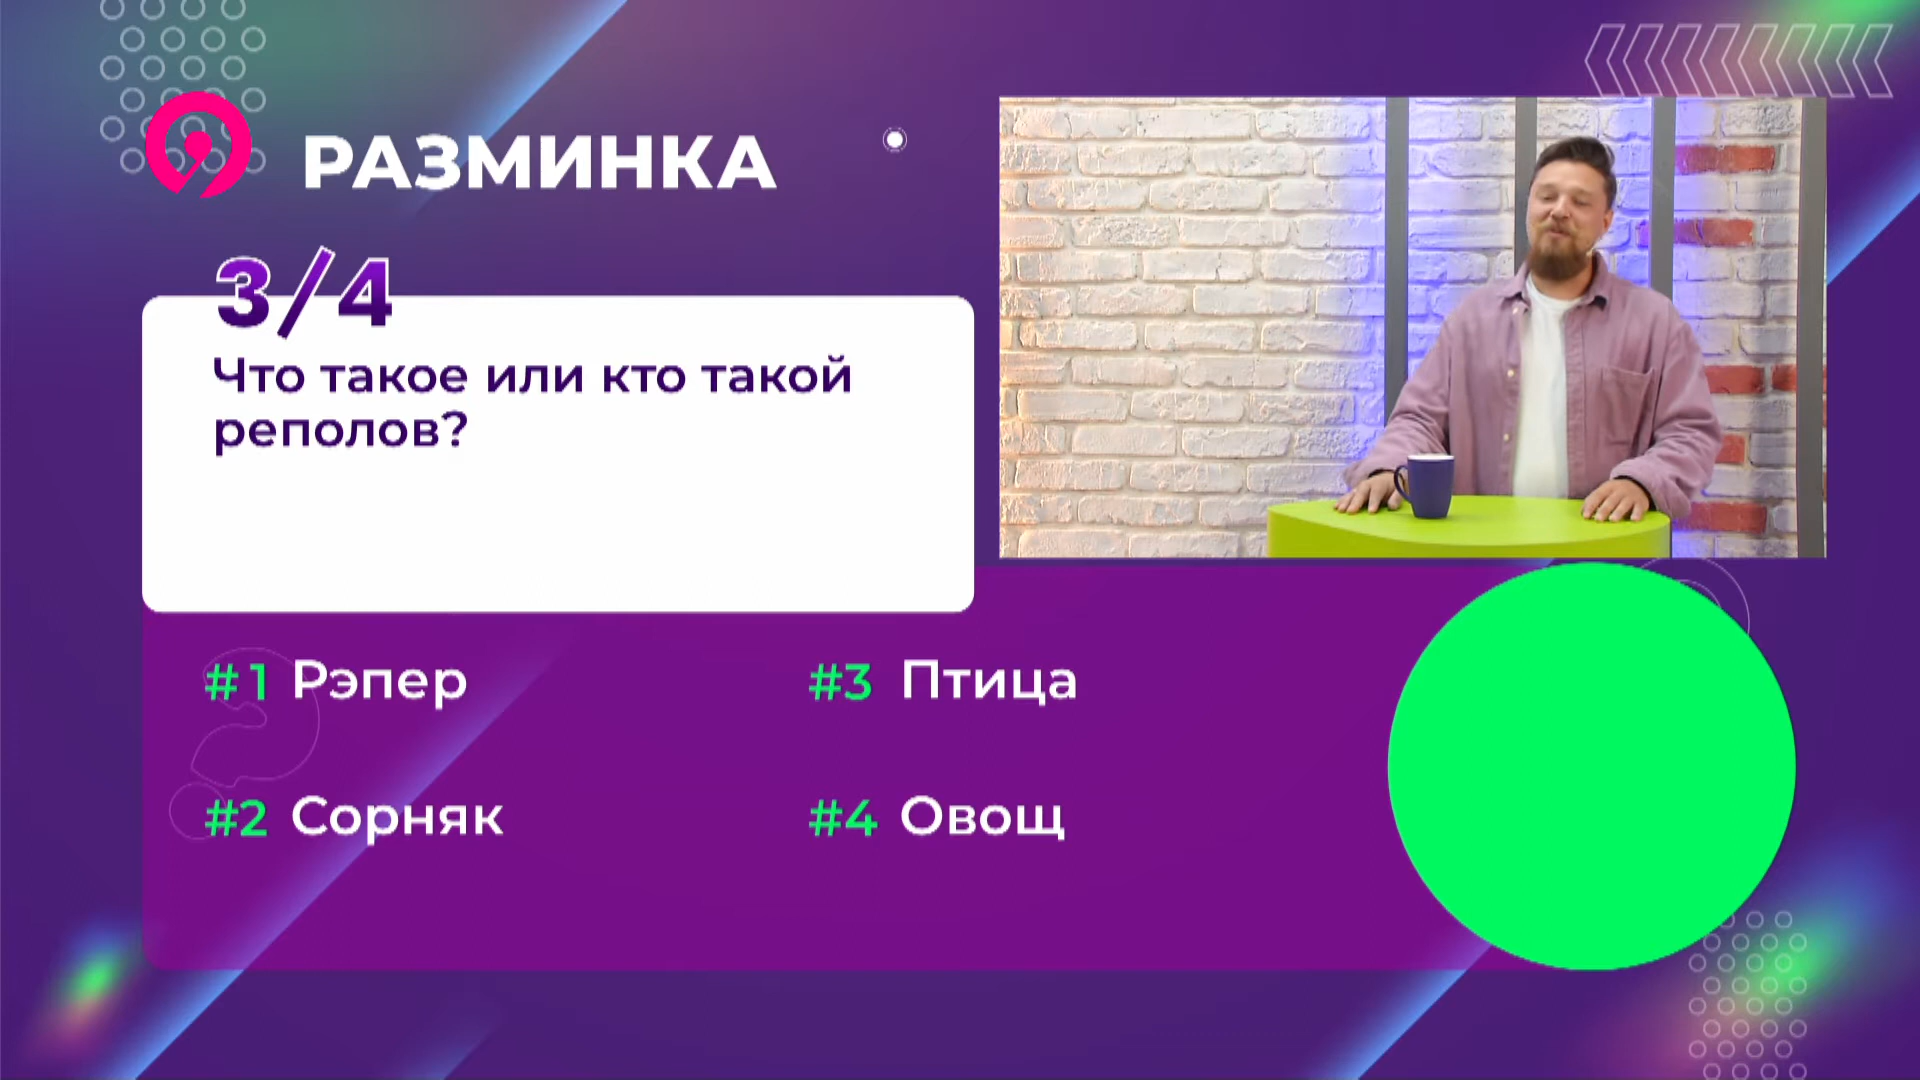 РАЗМИНКА
3/4
Что такое или кто такой
реполов?
#1 Рэпер
#2 Сорняк
#3 Птица
#4 Овощ